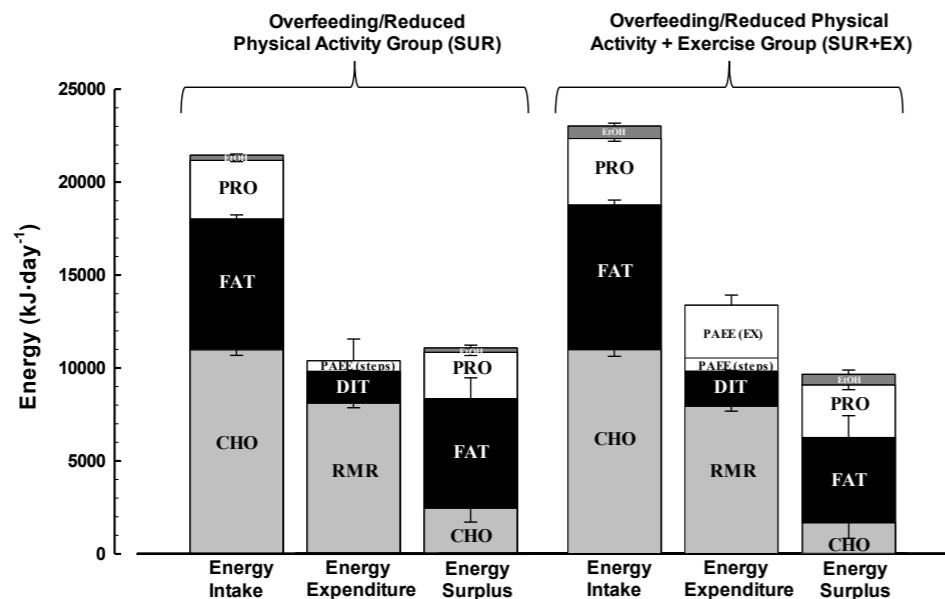 Overfeeding/Reduced
Physical Activity Group (SUR)
Overfeeding/Reduced Physical
Activity + Exercise Group (SUR+EX)
Energy (kJ·day⁻¹)
25000
20000
15000
10000
5000
0
EtOH
PRO
FAT
CHO
PAEE (steps)
DIT
RMR
EtOH
PRO
FAT
CHO
EtOH
PRO
FAT
CHO
PAEE (EX)
PAEE (steps)
DIT
RMR
EtOH
PRO
FAT
CHO
Energy
Intake
Energy
Expenditure
Energy
Surplus
Energy
Intake
Energy
Expenditure
Energy
Surplus